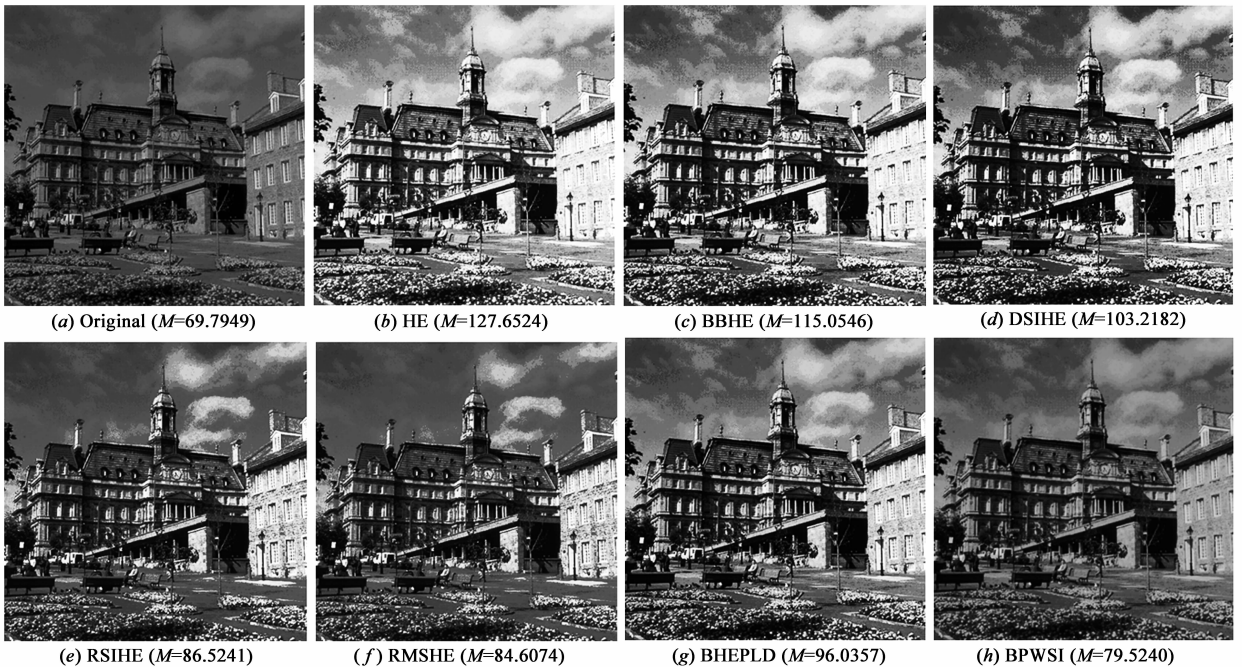 (a) Original (M=69.7949)
(b) HE (M=127.6524)
(c) BBHE (M=115.0546)
(d) DSIHE (M=103.2182)
(e) RSIHE (M=86.5241)
(f) RMSHE (M=84.6074)
(g) BHEPLD (M=96.0357)
(h) BPWSI (M=79.5240)